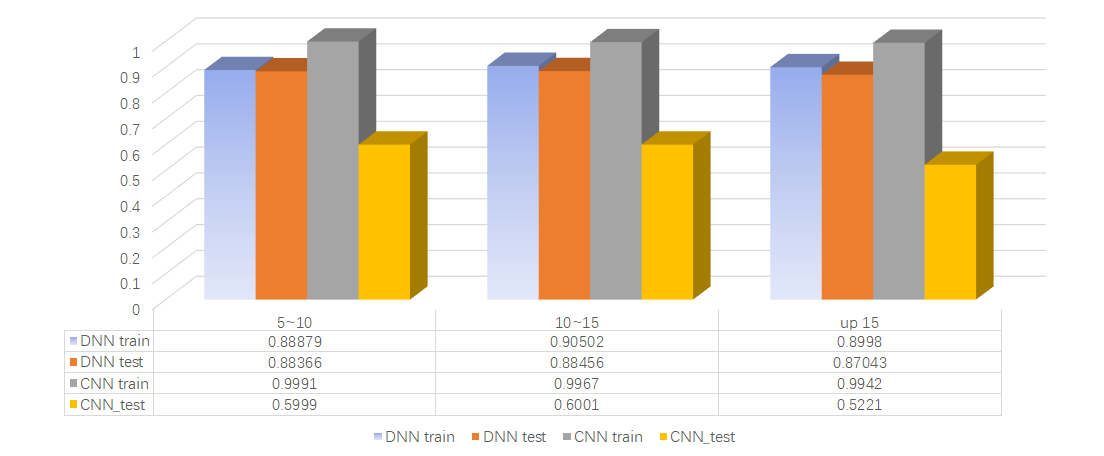 1
0.9
0.8
0.7
0.6
0.5
0.4
0.3
0.2
0.1
0
5~10 10~15 up 15
DNN train 0.88879 0.90502 0.8998
DNN test 0.88366 0.88456 0.87043
CNN train 0.9991 0.9967 0.9942
CNN_test 0.5999 0.6001 0.5221
DNN train DNN test CNN train CNN_test